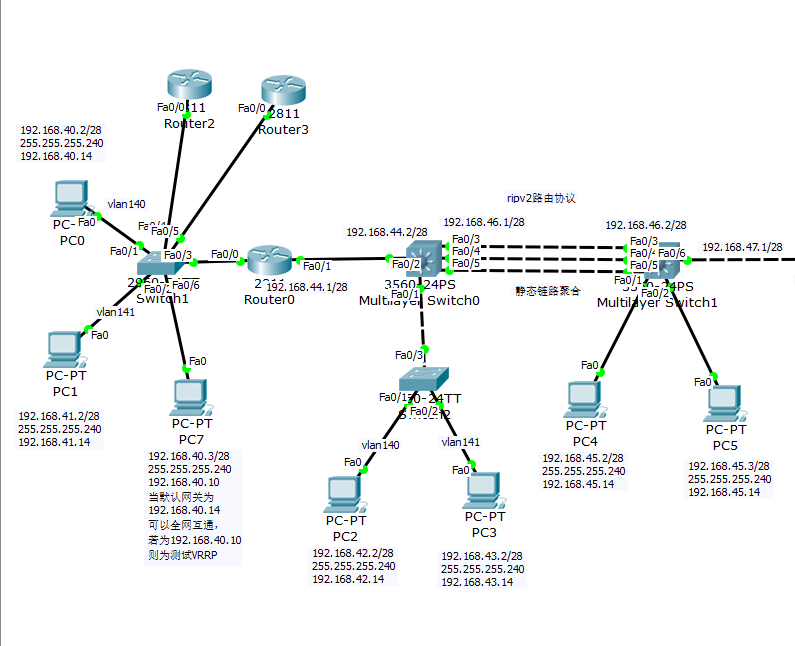 Fa0/0
2811
Router2
Fa0/0
2811
Router3
192.168.40.2/28
255.255.255.240
192.168.40.14
vlan140
Fa0
PC0
Fa0/5
Fa0/1
Fa0/3
Fa0/6
Switch1
Fa0/0
Fa0/1
192.168.44.1/28
Router0
vlan141
Fa0
PC-PT
PC1
192.168.41.2/28
255.255.255.240
192.168.41.14
Fa0
PC-PT
PC7
192.168.40.3/28
255.255.255.240
192.168.40.10
当默认网关为
192.168.40.14
可以全网互通,
若为192.168.40.10
则为测试VRRP
192.168.44.2/28
192.168.46.1/28
Fa0/3
Fa0/4
Fa0/5
Fa0/2
3560-24PS
Multilayer Switch0
Fa0/1
ripv2路由协议
静态链路聚合
192.168.46.2/28
Fa0/3
Fa0/4
Fa0/6
Fa0/5
Fa0/1
Fa0/2
Multilayer Switch1
192.168.47.1/28
Fa0/3
Fa0/1
Fa0/2
vlan140
vlan141
Fa0
PC-PT
PC2
192.168.42.2/28
255.255.255.240
192.168.42.14
Fa0
PC-PT
PC3
192.168.43.2/28
255.255.255.240
192.168.43.14
Fa0
PC-PT
PC4
192.168.45.2/28
255.255.255.240
192.168.45.14
Fa0
PC-PT
PC5
192.168.45.3/28
255.255.255.240
192.168.45.14